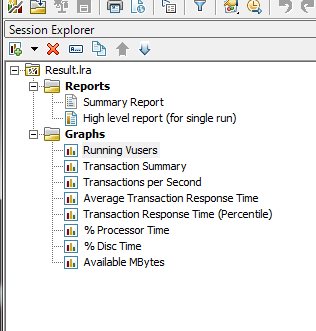 Session Explorer
Result.lra
Reports
Summary Report
High level report (for single run)
Graphs
Running Vusers
Transaction Summary
Transactions per Second
Average Transaction Response Time
Transaction Response Time (Percentile)
% Processor Time
% Disc Time
Available MBytes